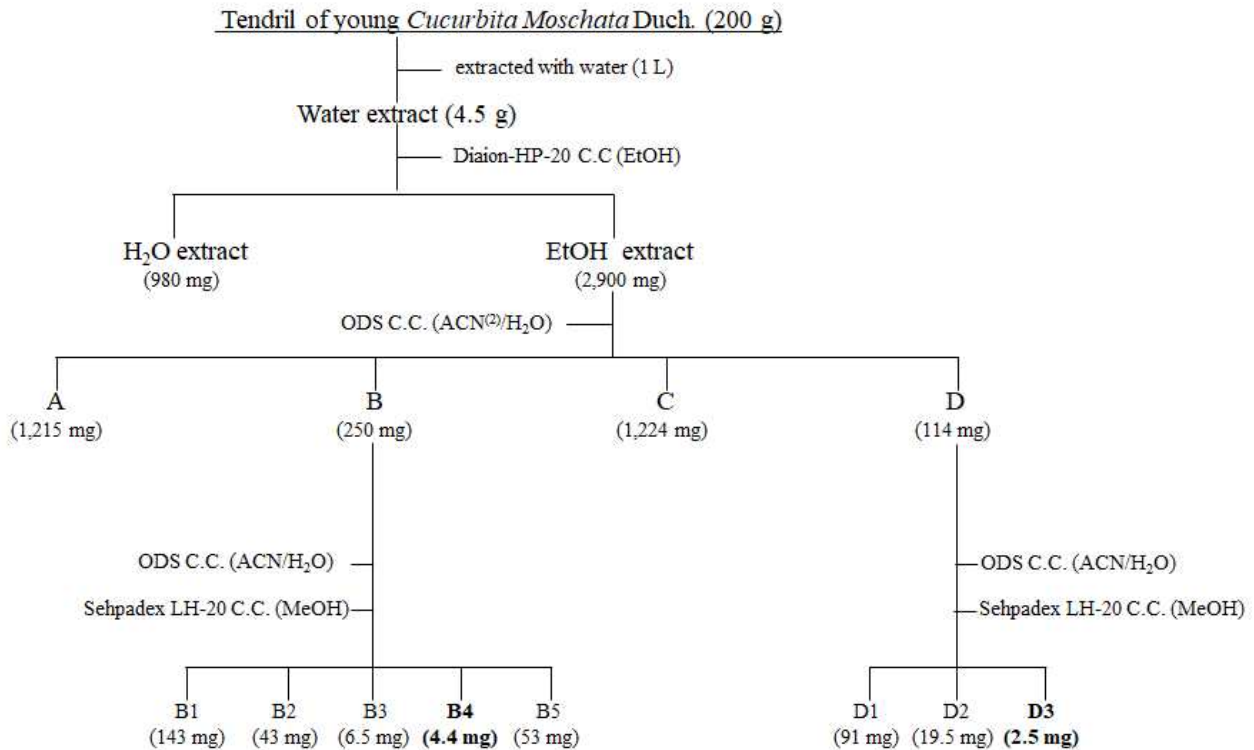 Tendril of young Cucurbita Moschata Duch. (200 g)
extracted with water (1 L)
Water extract (4.5 g)
Diaion-HP-20 C.C (EtOH)
H₂O extract
(980 mg)
EtOH extract
(2,900 mg)
ODS C.C. (ACN⁽²⁾/H₂O)
A
(1,215 mg)
B
(250 mg)
C
(1,224 mg)
D
(114 mg)
ODS C.C. (ACN/H₂O)
Sehpadex LH-20 C.C. (MeOH)
ODS C.C. (ACN/H₂O)
Sehpadex LH-20 C.C. (MeOH)
B1
(143 mg)
B2
(43 mg)
B3
(6.5 mg)
B4
(4.4 mg)
B5
(53 mg)
D1
(91 mg)
D2
(19.5 mg)
D3
(2.5 mg)